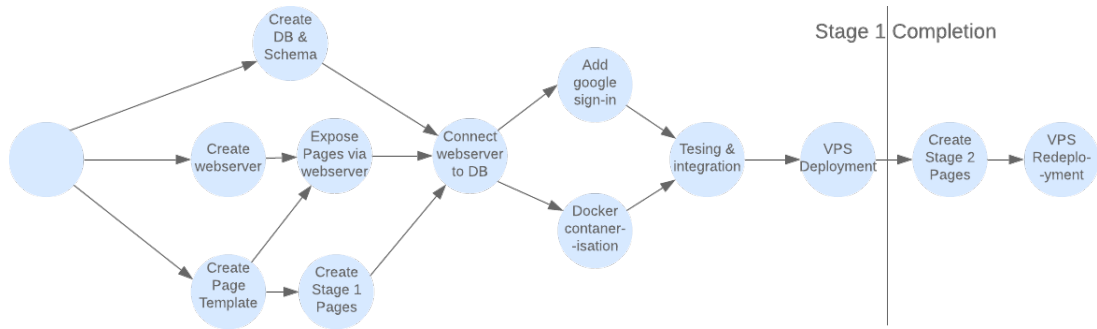 Create
DB &
Schema
Stage 1 Completion
Add
google
sign-in
Create
webserver
Expose
Pages via
webserver
Connect
webserver
to DB
Tesing &
integration
VPS
Deployment
Create
Stage 2
Pages
VPS
Redeplo-
-yment
Docker
contaner-
-isation
Create
Page
Template
Create
Stage 1
Pages